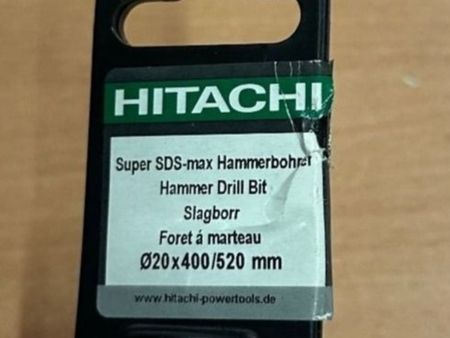 HITACHI
Super SDS-max Hammerbohrer
Hammer Drill Bit
Slagborr
Foret á marteau
Ø20x400/520 mm
www.hitachi-powertools.de